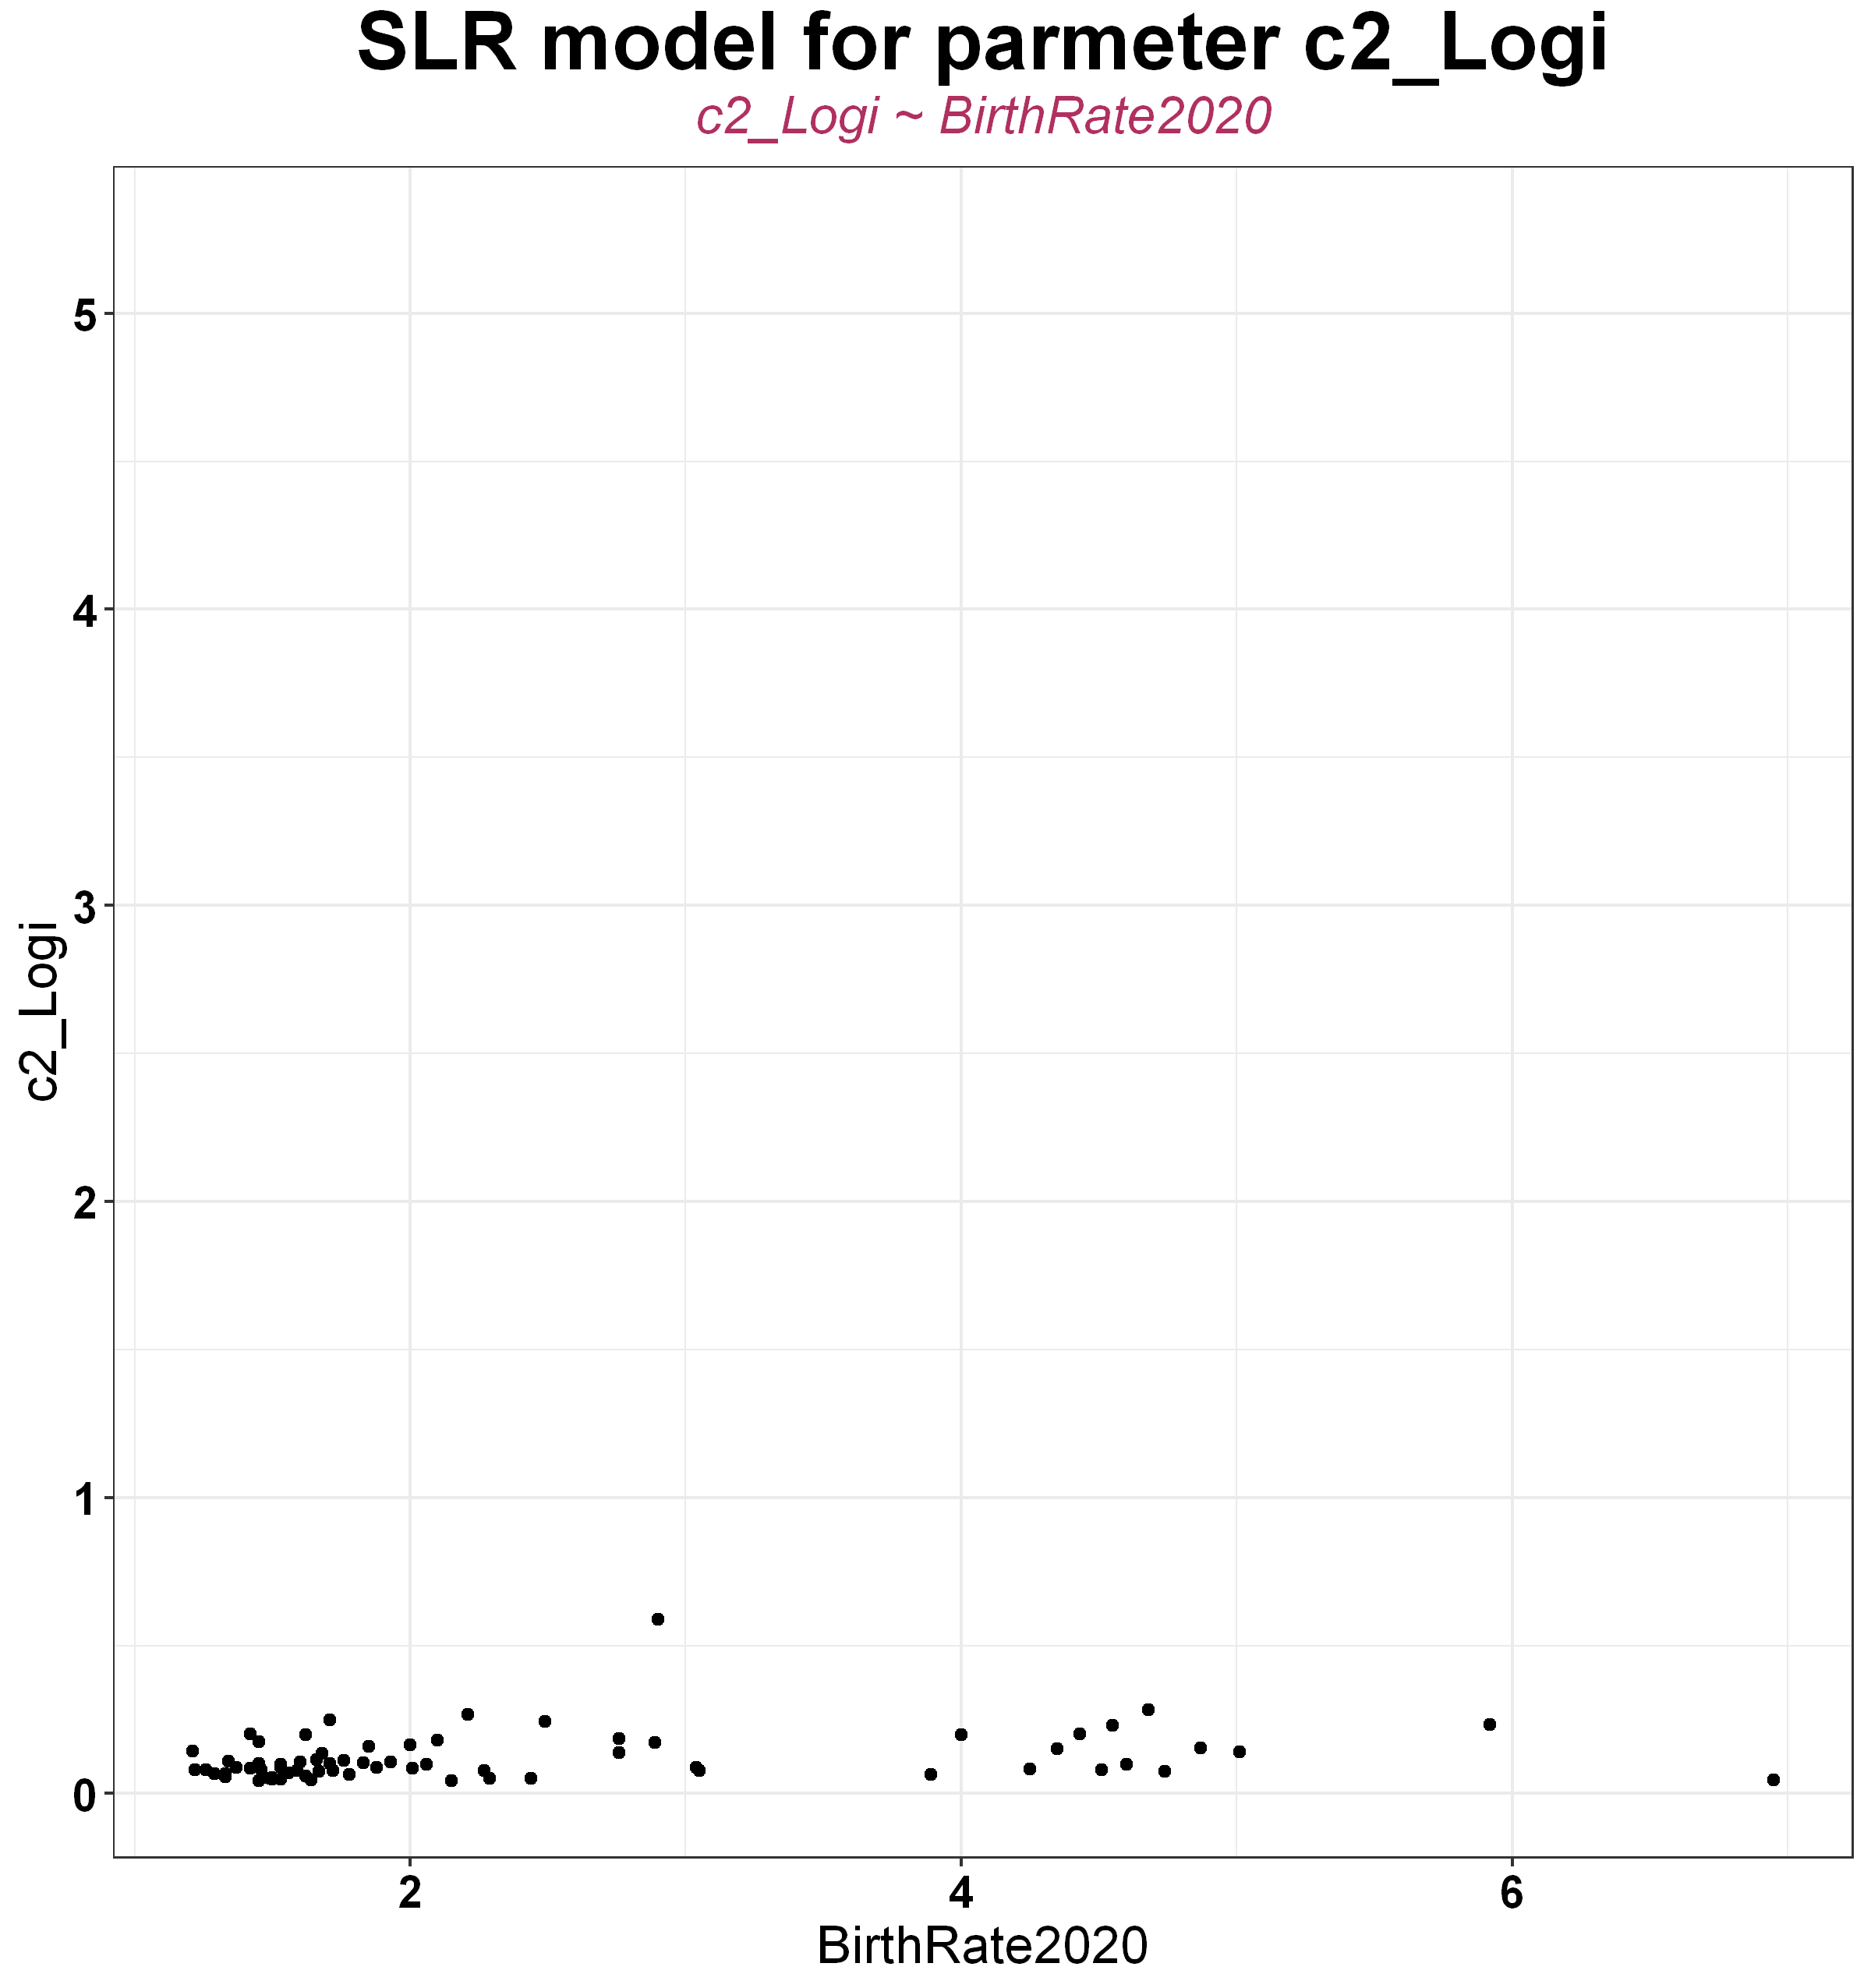 SLR model for parmeter c2_Logi
c2_Logi ~ BirthRate2020
5
4
3
2
1
0
c2_Logi
2 4 6
BirthRate2020